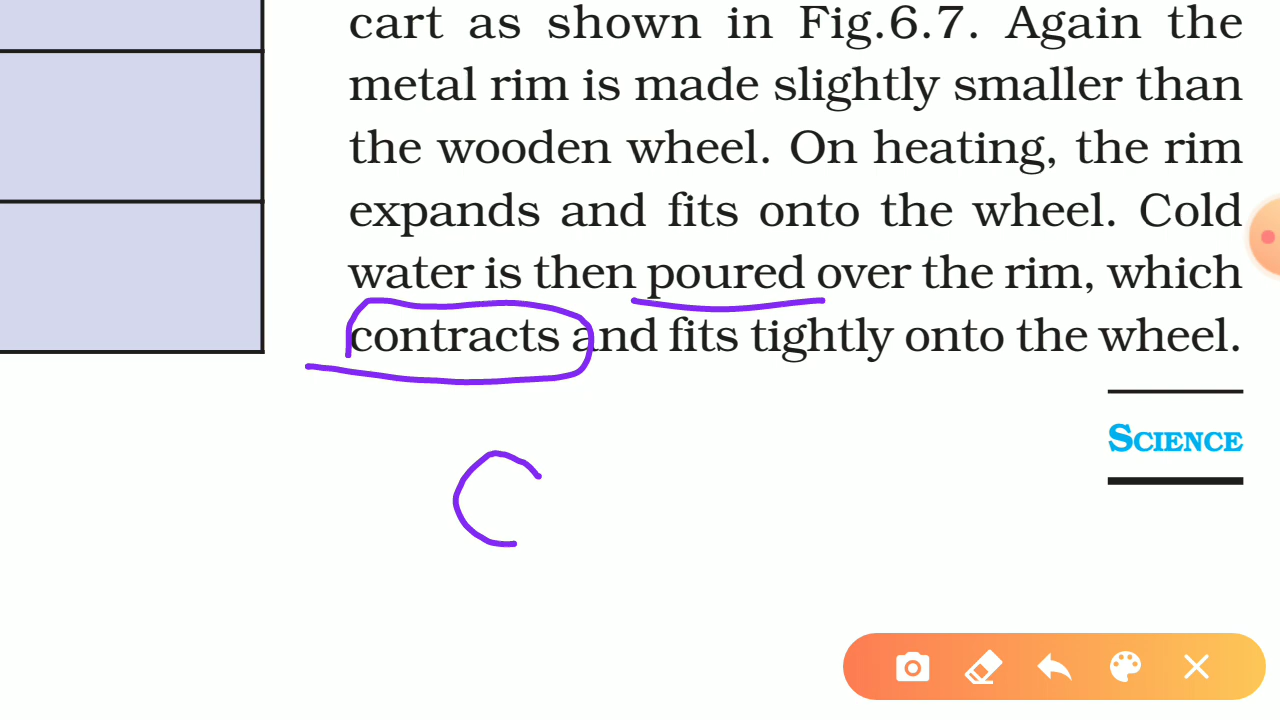 cart as shown in Fig.6.7. Again the
metal rim is made slightly smaller than
the wooden wheel. On heating, the rim
expands and fits onto the wheel. Cold
water is then poured over the rim, which
contracts and fits tightly onto the wheel.
SCIENCE
C